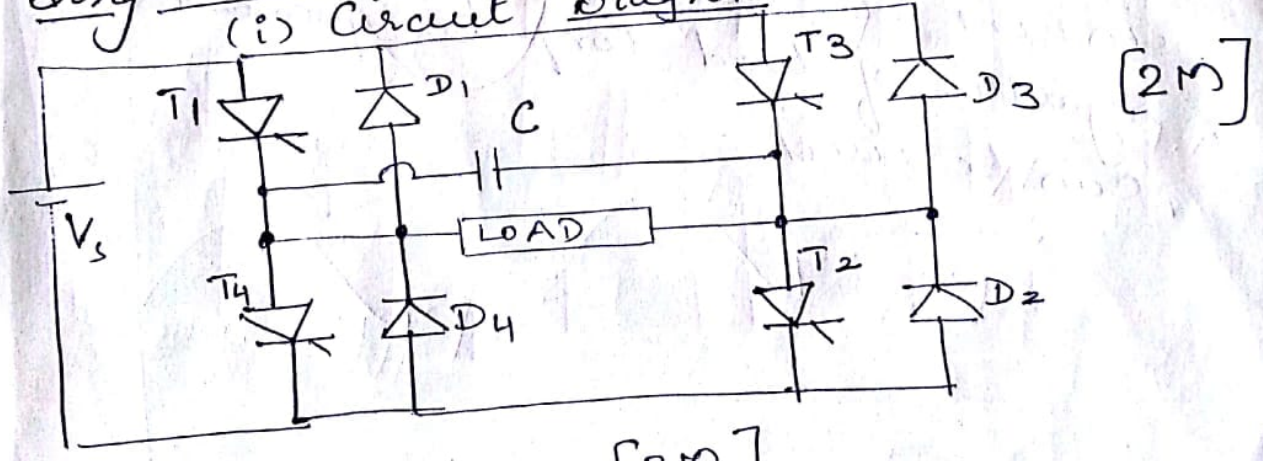 (i) Circuit Diagram
T1
D1
C
T3
D3
[2M]
Vs
LOAD
T4
D4
T2
D2